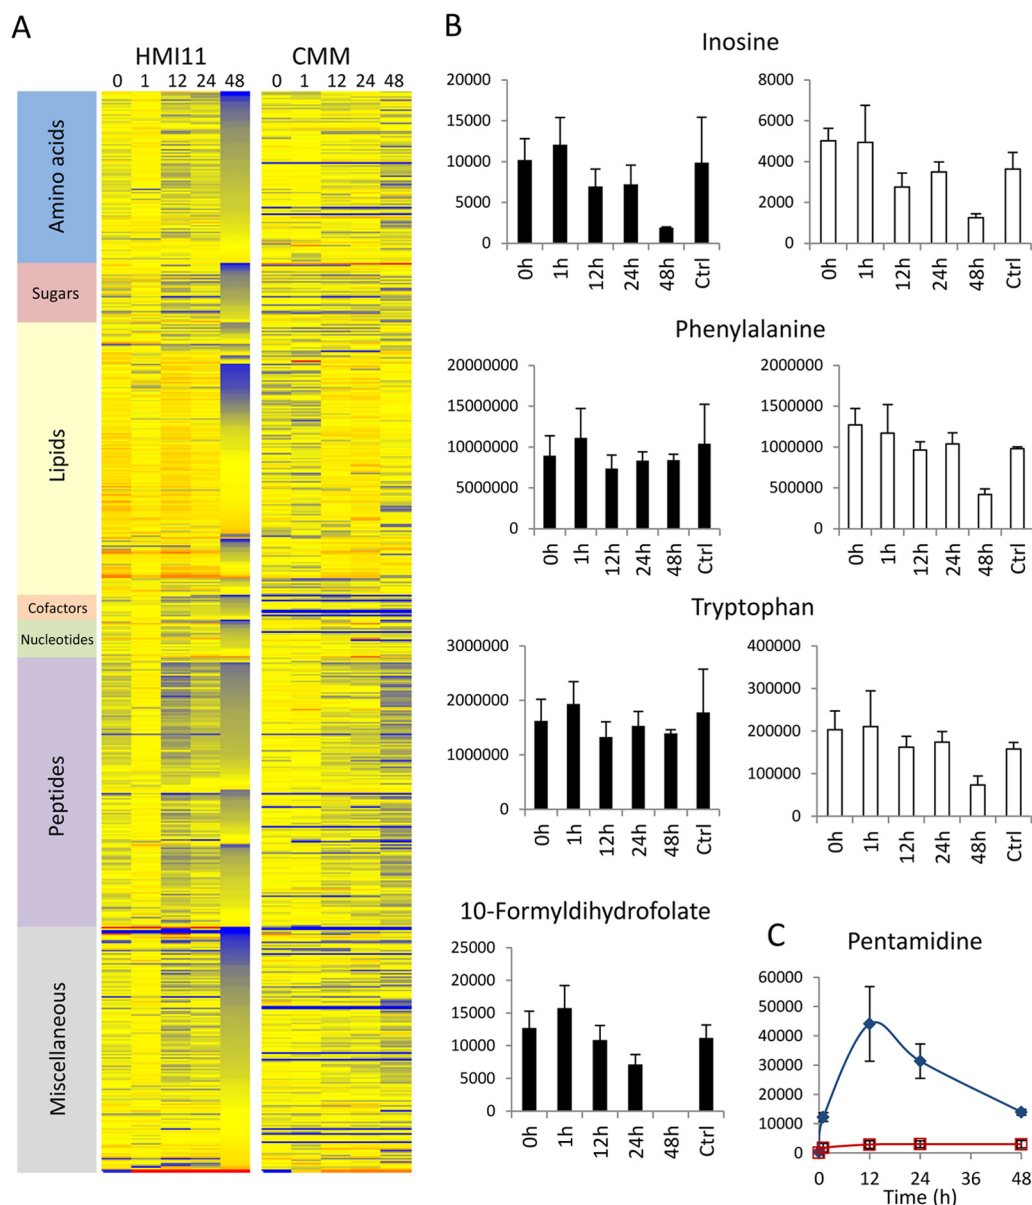 A
HMI11 CMM
0 1 12 24 48 0 1 12 24 48
Amino acids
Sugars
Lipids
Cofactors
Nucleotides
Peptides
Miscellaneous
B
Inosine
20000
15000
10000
5000
0
0h 1h 12h 24h 48h Ctrl
8000
6000
4000
2000
0
0h 1h 12h 24h 48h Ctrl
Phenylalanine
20000000
15000000
10000000
5000000
0
0h 1h 12h 24h 48h Ctrl
2000000
1500000
1000000
500000
0
0h 1h 12h 24h 48h Ctrl
Tryptophan
3000000
2000000
1000000
0
0h 1h 12h 24h 48h Ctrl
400000
300000
200000
100000
0
0h 1h 12h 24h 48h Ctrl
10-Formyldihydrofolate
25000
20000
15000
10000
5000
0
0h 1h 12h 24h 48h Ctrl
C
Pentamidine
60000
50000
40000
30000
20000
10000
0
0 12 24 36 48
Time (h)